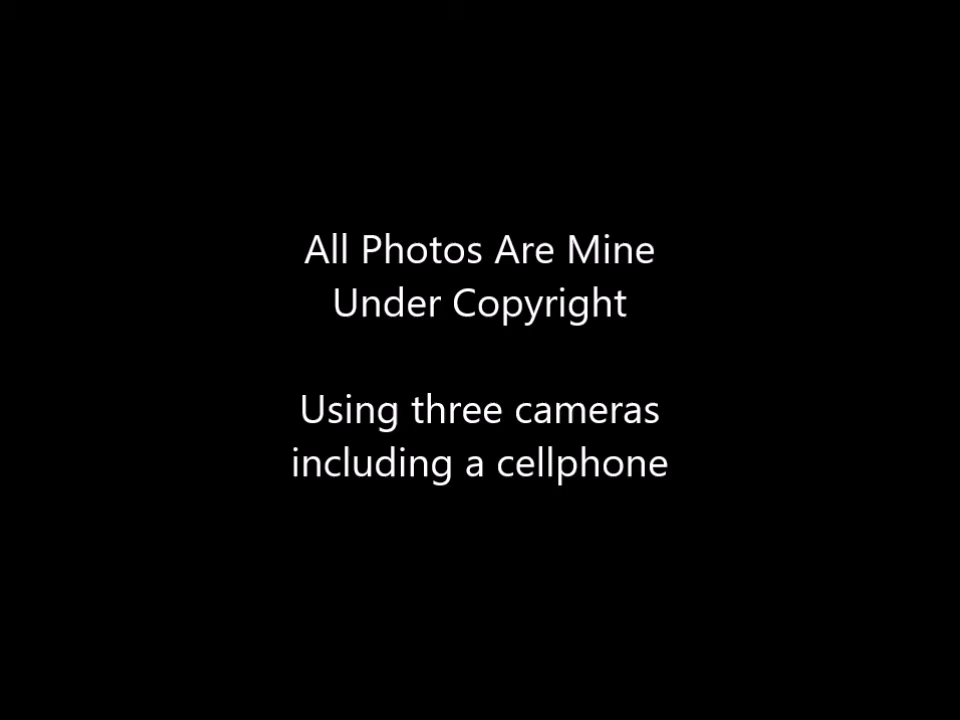 All Photos Are Mine
Under Copyright
Using three cameras
including a cellphone